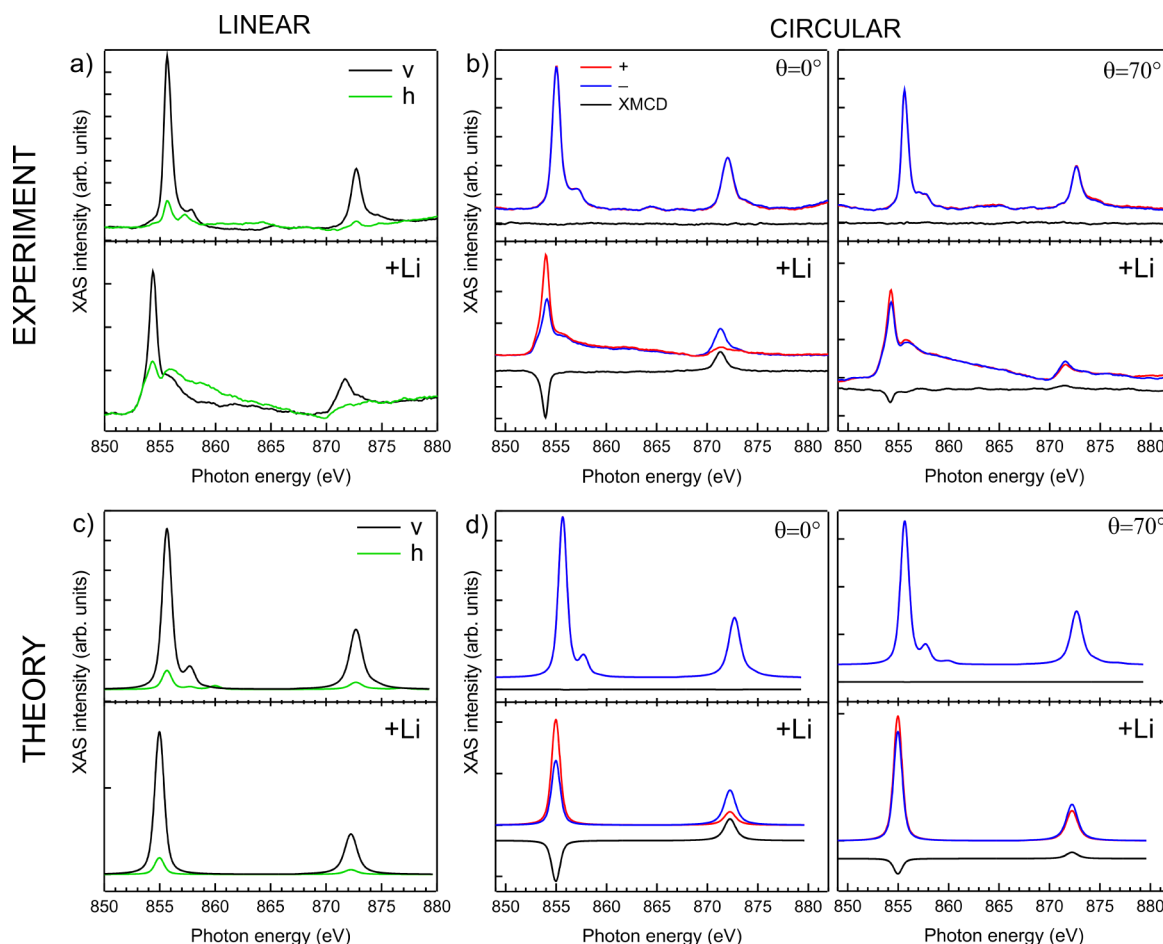 LINEAR
CIRCULAR
EXPERIMENT
a)
v
h
XAS intensity (arb. units)
+Li
850 855 860 865 870 875 880
Photon energy (eV)
b)
+
–
XMCD
θ=0°
θ=70°
XAS intensity (arb. units)
+Li
+Li
850 855 860 865 870 875 880
850 855 860 865 870 875 880
Photon energy (eV)
Photon energy (eV)
THEORY
c)
v
h
XAS intensity (arb. units)
+Li
850 855 860 865 870 875 880
Photon energy (eV)
d)
θ=0°
θ=70°
XAS intensity (arb. units)
+Li
+Li
850 855 860 865 870 875 880
850 855 860 865 870 875 880
Photon energy (eV)
Photon energy (eV)